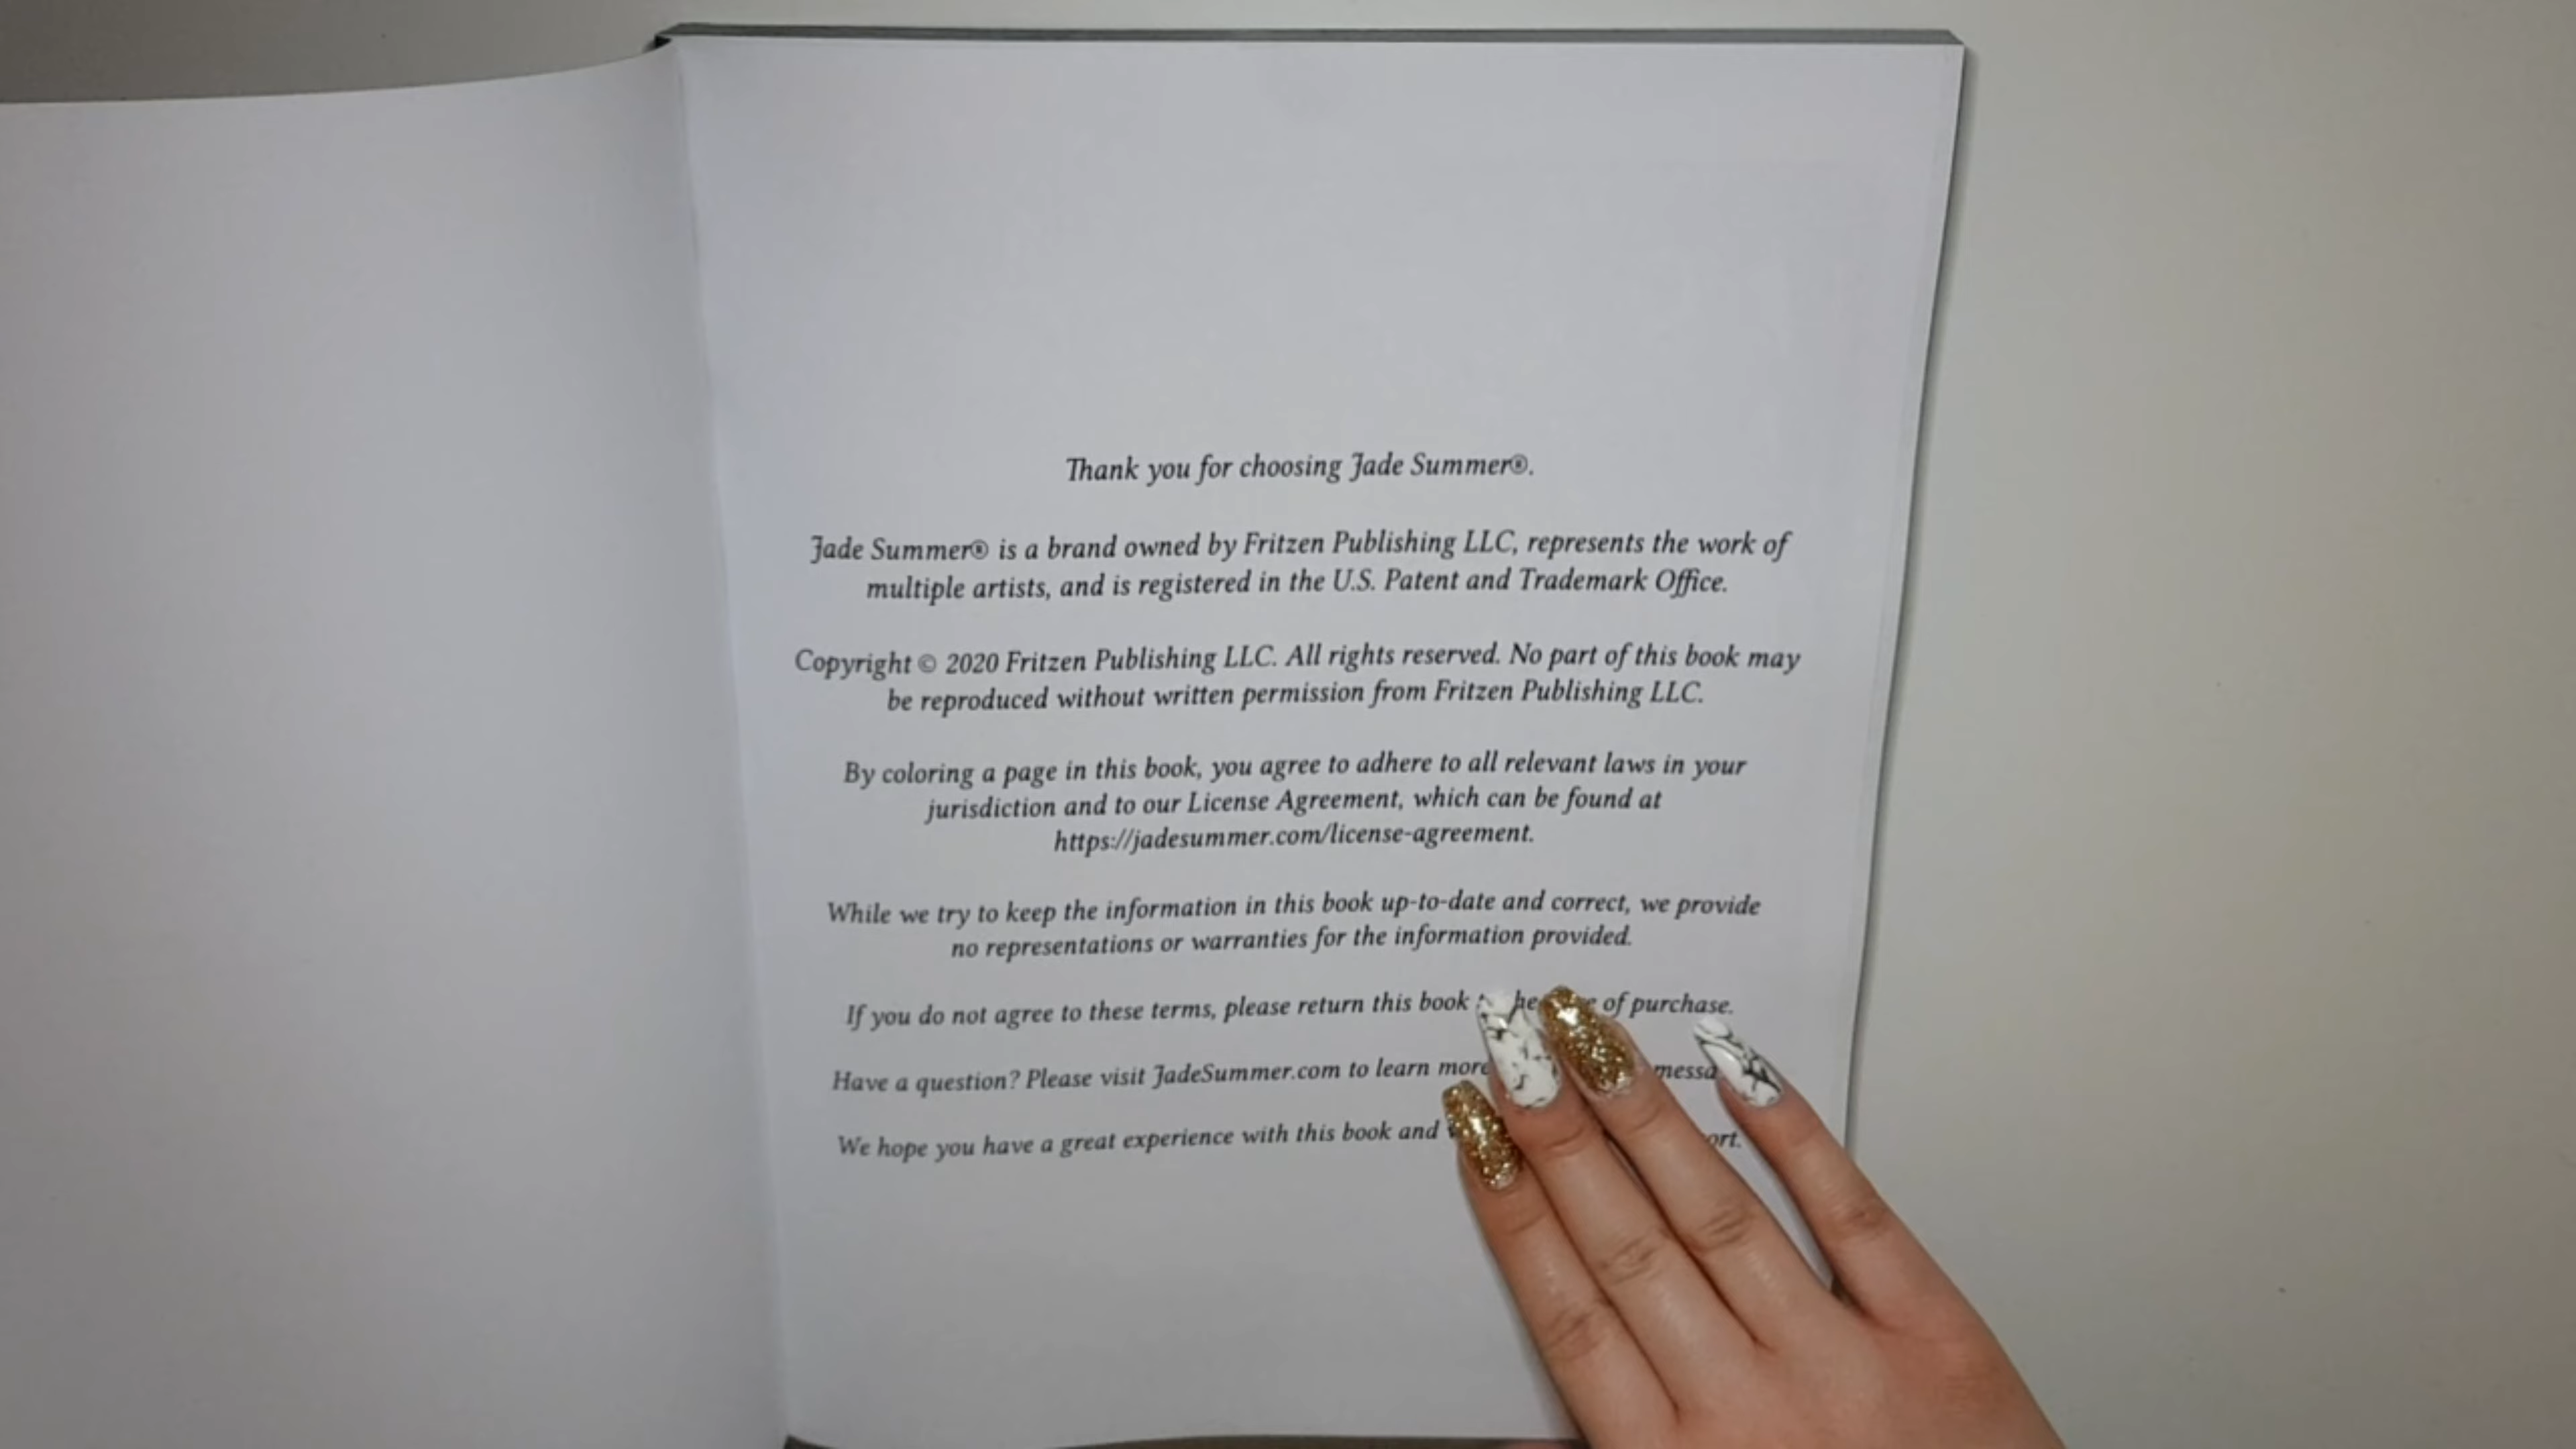 Thank you for choosing Jade Summer®.
Jade Summer® is a brand owned by Fritzen Publishing LLC, represents the work of
multiple artists, and is registered in the U.S. Patent and Trademark Office.
Copyright © 2020 Fritzen Publishing LLC. All rights reserved. No part of this book may
be reproduced without written permission from Fritzen Publishing LLC.
By coloring a page in this book, you agree to adhere to all relevant laws in your
jurisdiction and to our License Agreement, which can be found at
https://jadesummer.com/license-agreement.
While we try to keep the information in this book up-to-date and correct, we provide
no representations or warranties for the information provided.
If you do not agree to these terms, please return this book of purchase.
Have a question? Please visit JadeSummer.com to learn more
We hope you have a great experience with this book and